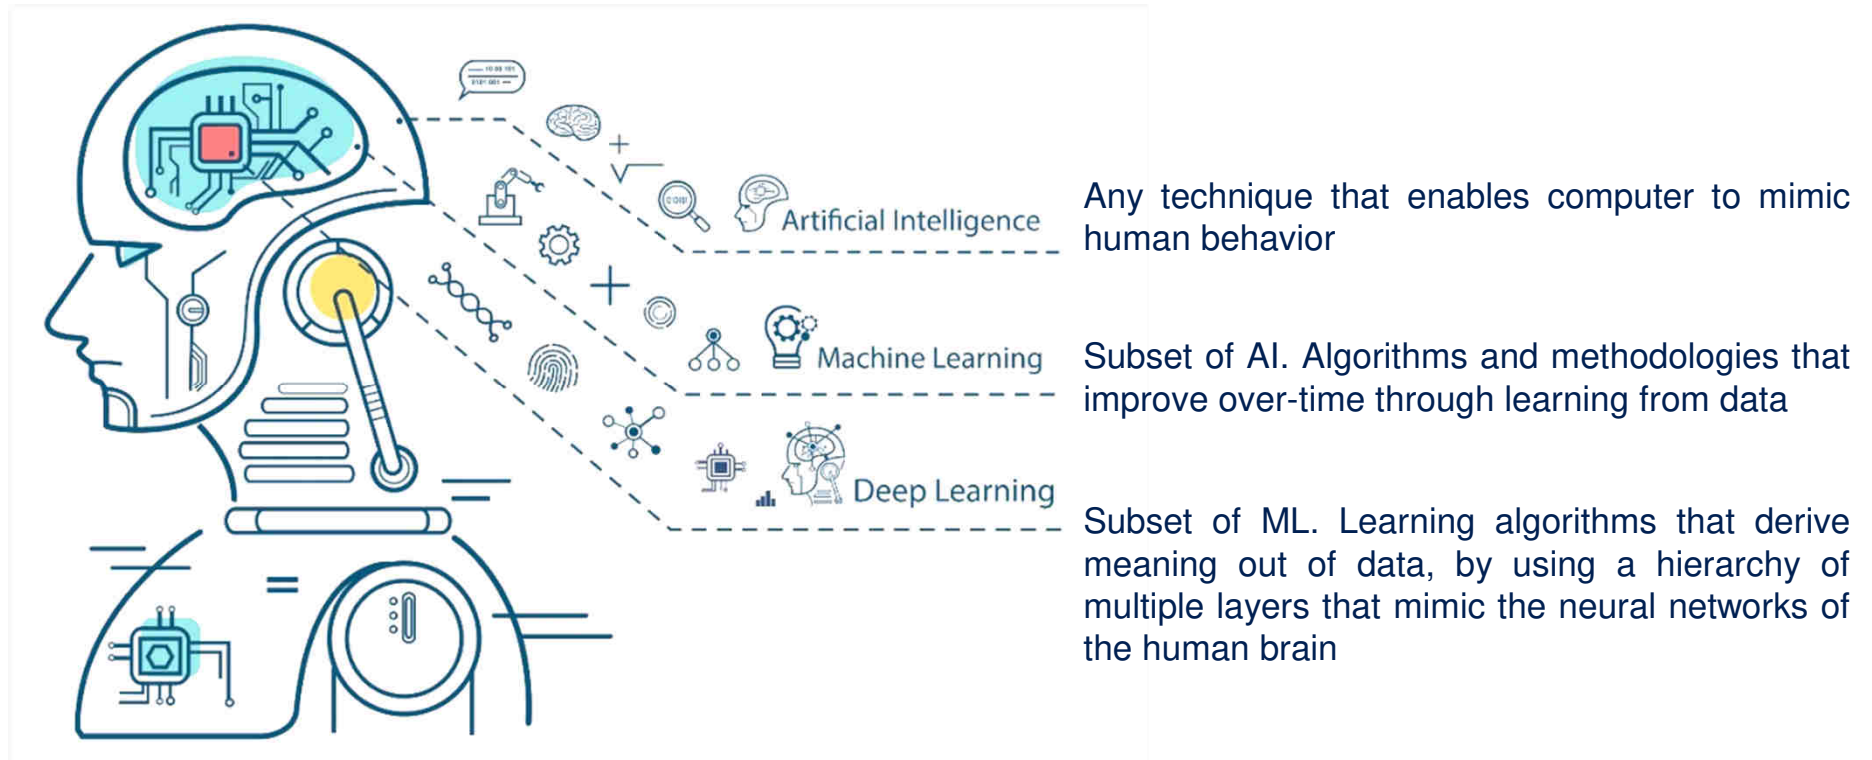 Artificial Intelligence
Any technique that enables computer to mimic
human behavior
Machine Learning
Subset of AI. Algorithms and methodologies that
improve over-time through learning from data
Deep Learning
Subset of ML. Learning algorithms that derive
meaning out of data, by using a hierarchy of
multiple layers that mimic the neural networks of
the human brain